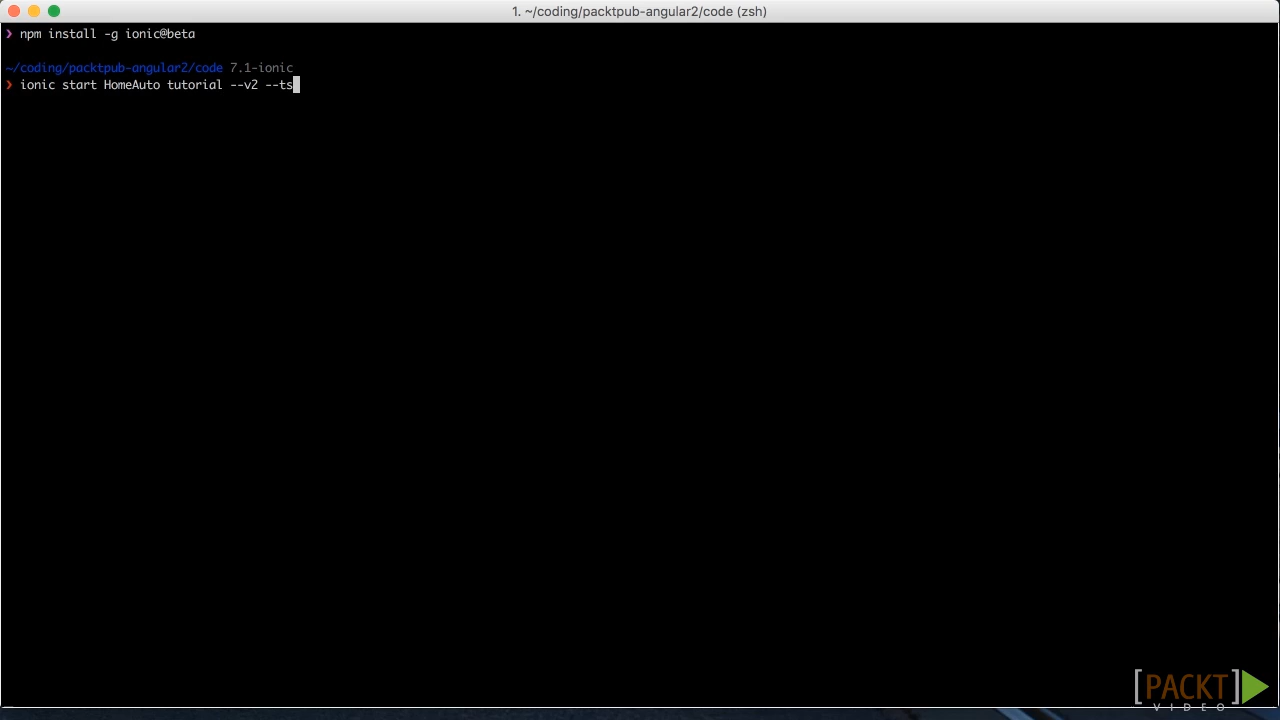 1. ~/coding/packtpub-angular2/code (zsh)
❯ npm install -g ionic@beta
~/coding/packtpub-angular2/code 7.1-ionic
❯ ionic start HomeAuto tutorial --v2 --ts
[PACKT]
VIDEO